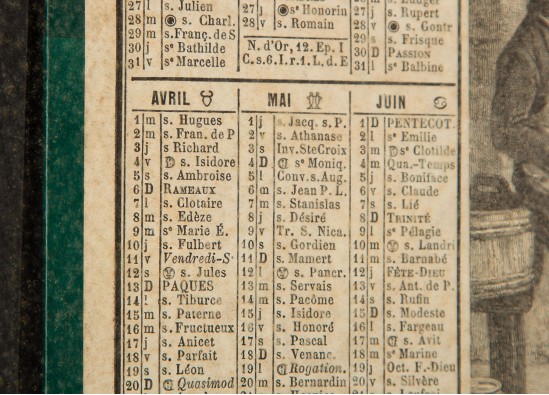 27 l s. Julien
28 m s. Charl.
29 m s. Franç. de S
30 j sᵉ Bathilde
31 v sᵉ Marcelle
27 j sᵉ Honorin
28 v s. Romain
N. d'Or, 12. Ep. I
C. s. 6. I. r. 1. L, d. E
27 j s. Rupert
28 v s. Gontr
29 s s. Frisque
30 D PASSION
31 l sᵉ Balbine
AVRIL
1 m s. Hugues
2 m s. Fran. de P
3 j s Richard
4 v s. Isidore
5 s s. Ambroise
6 D RAMEAUX
7 l s. Clotaire
8 m s. Edèze
9 m sᵉ Marie É.
10 j s. Fulbert
11 v Vendredi-Sᵗ
12 s s. Jules
13 D PAQUES
14 l s. Tiburce
15 m s. Paterne
16 m s. Fructueux
17 j s. Anicet
18 v s. Parfait
19 s s. Léon
20 D Quasimod
MAI
1 j s. Jacq. s. P.
2 v s. Athanase
3 s Inv. SteCroix
4 D sᵉ Moniq.
5 l Conv. s. Aug.
6 m s. Jean P. L.
7 m s. Stanislas
8 j s. Désiré
9 v Tr. S. Nica.
10 s s. Gordien
11 D s. Mamert
12 l s. Pancr.
13 m s. Servais
14 m s. Pacôme
15 j s. Isidore
16 v s. Honoré
17 s s. Pascal
18 D s. Venanc.
19 l Rogation.
20 m s. Bernardin
JUIN
1 D PENTECOT.
2 l sᵉ Emilie
3 m sᵉ Clotilde
4 m Qua.-Temps
5 j s. Boniface
6 v s. Claude
7 s s. Lié
8 D TRINITÉ
9 l sᵉ Pélagie
10 m s. Landri
11 m s. Barnabé
12 j FÊTE-DIEU
13 v s. Ant. de P.
14 s s. Rufin
15 D s. Modeste
16 l s. Fargeau
17 m s. Avit
18 m sᵉ Marine
19 j Oct. F.-Dieu
20 v s. Silvère